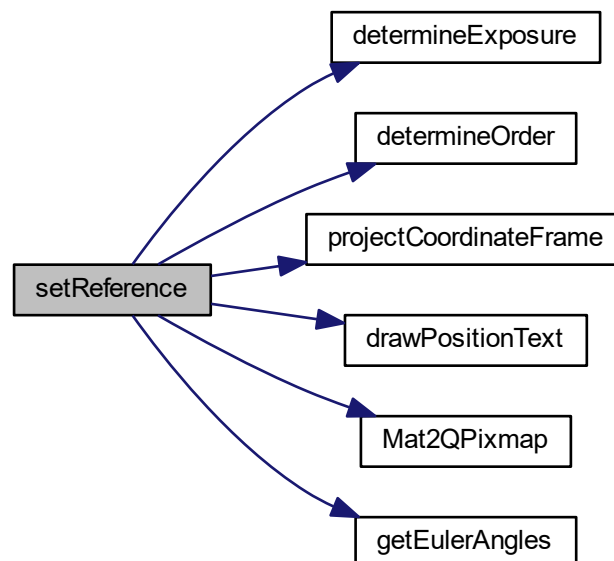 determineExposure
determineOrder
projectCoordinateFrame
setReference
drawPositionText
Mat2QPixmap
getEulerAngles